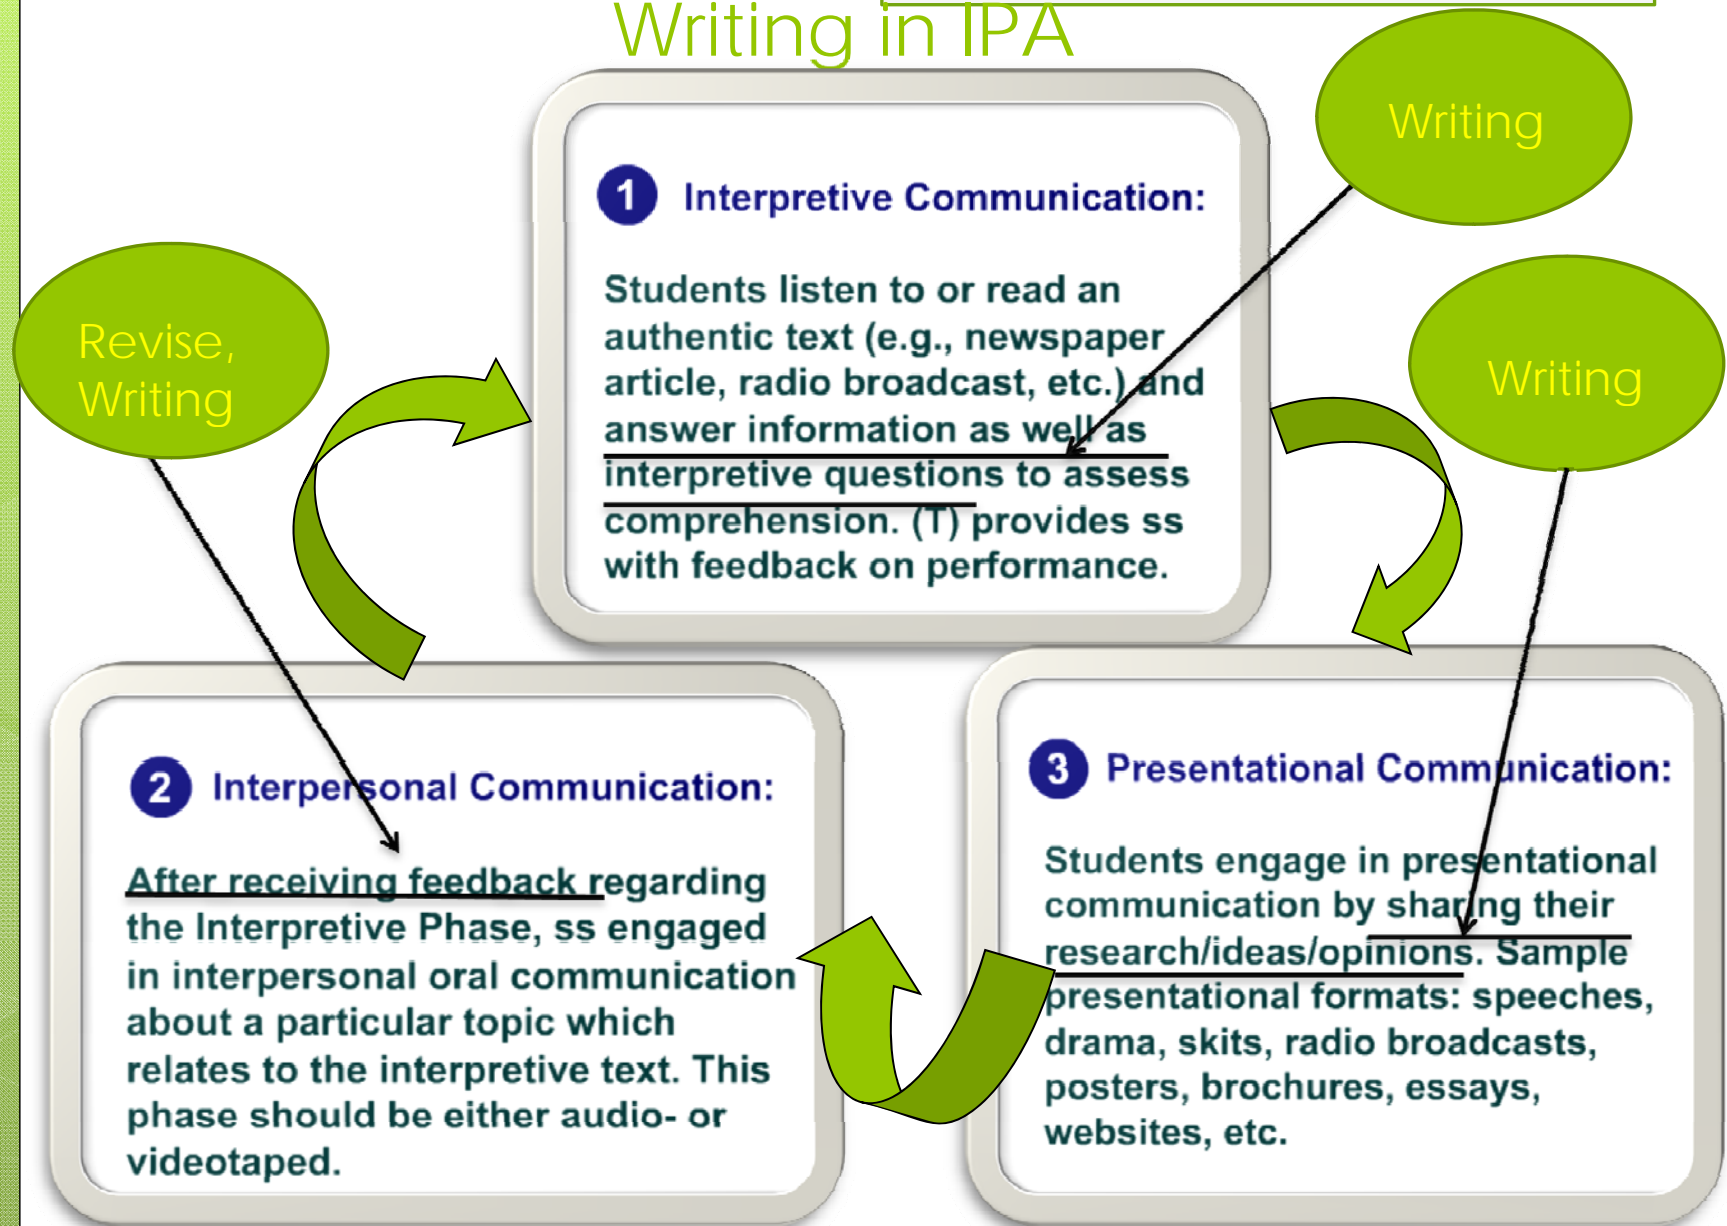 Writing in IPA
Writing
1 Interpretive Communication:
Students listen to or read an
authentic text (e.g., newspaper
article, radio broadcast, etc.) and
answer information as well as
interpretive questions to assess
comprehension. (T) provides ss
with feedback on performance.
Revise,
Writing
Writing
2 Interpersonal Communication:
After receiving feedback regarding
the Interpretive Phase, ss engaged
in interpersonal oral communication
about a particular topic which
relates to the interpretive text. This
phase should be either audio- or
videotaped.
3 Presentational Communication:
Students engage in presentational
communication by sharing their
research/ideas/opinions. Sample
presentational formats: speeches,
drama, skits, radio broadcasts,
posters, brochures, essays,
websites, etc.